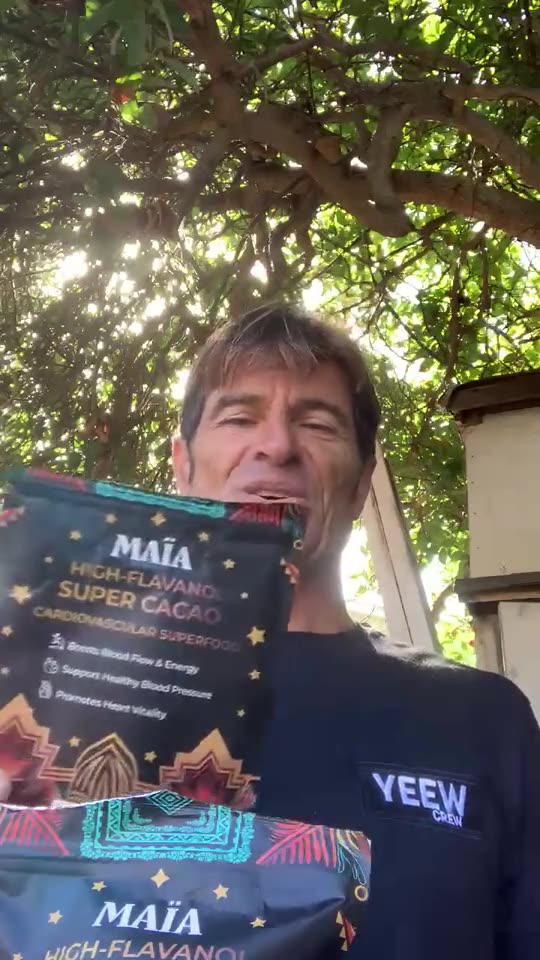 MAÏA
HIGH-FLAVANOL
SUPER CACAO
CARDIOVASCULAR SUPERFOOD
Boosts Blood Flow & Energy
Support Healthy Blood Pressure
Promotes Heart Vitality
YEEW
CREW
MAÏA
HIGH-FLAVANOL